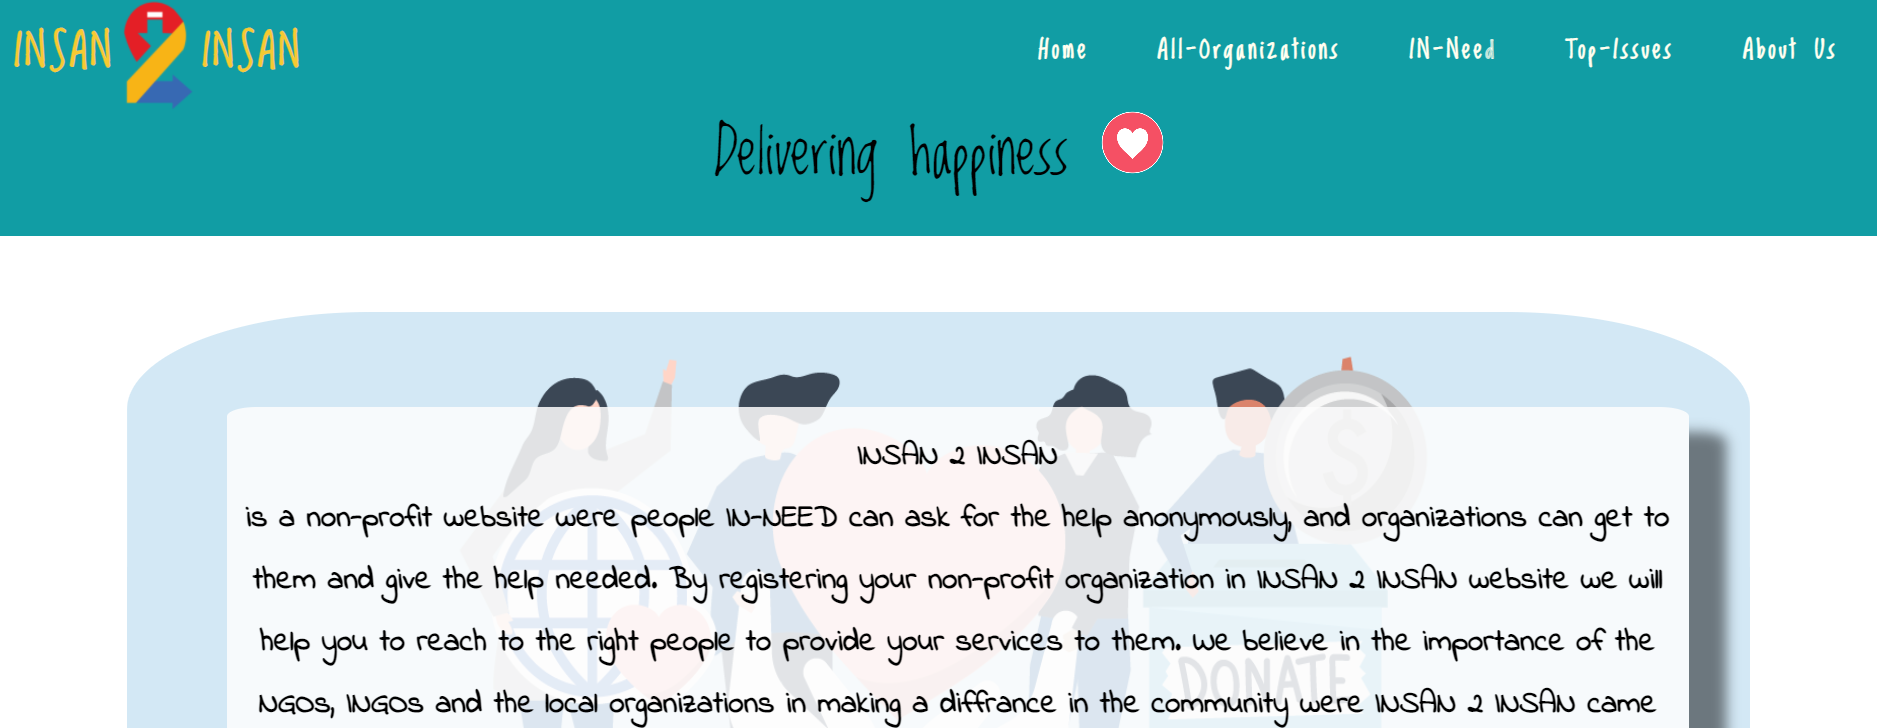 INSAN 2 INSAN
Home All-Organizations IN-Need Top-Issues About Us
Delivering happiness
INSAN 2 INSAN
is a non-profit website were people IN-NEED can ask for the help anonymously, and organizations can get to
them and give the help needed. By registering your non-profit organization in INSAN 2 INSAN website we will
help you to reach to the right people to provide your services to them. we believe in the importance of the
DONATE
NGOs, INGOs and the local organizations in making a diffrance in the community were INSAN 2 INSAN came